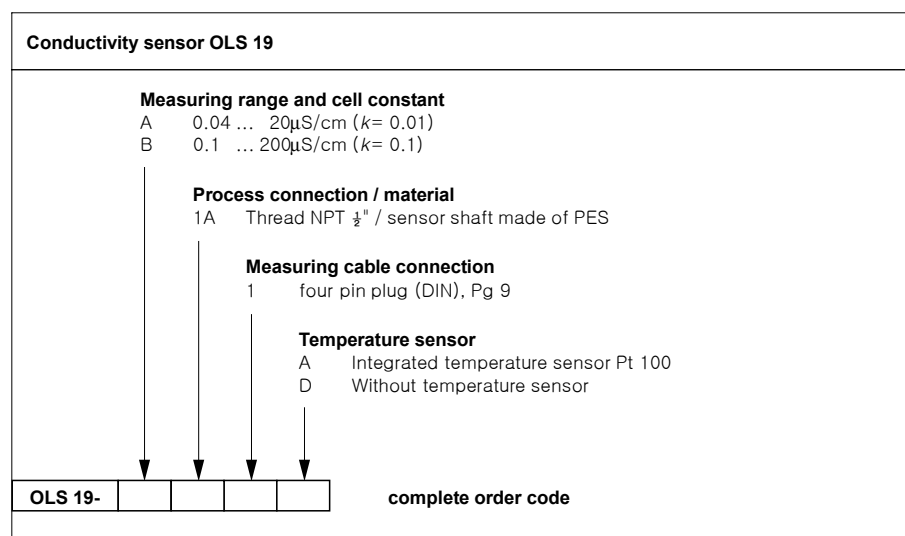 Conductivity sensor OLS 19
Measuring range and cell constant
A 0.04 ... 20µS/cm (k= 0.01)
B 0.1 ... 200µS/cm (k= 0.1)
Process connection / material
1A Thread NPT ½" / sensor shaft made of PES
Measuring cable connection
1 four pin plug (DIN), Pg 9
Temperature sensor
A Integrated temperature sensor Pt 100
D Without temperature sensor
OLS 19- complete order code